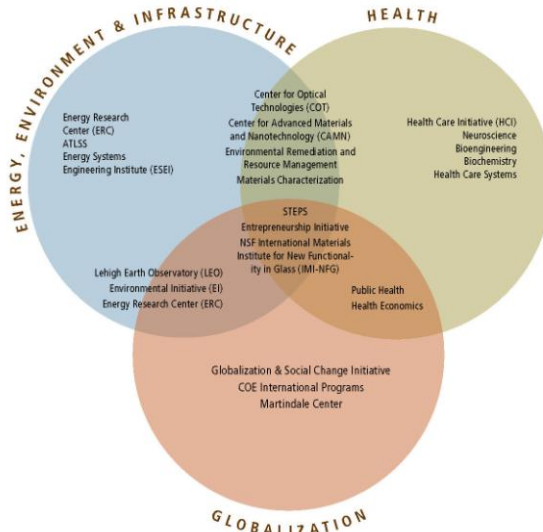 ENERGY, ENVIRONMENT & INFRASTRUCTURE
HEALTH
Energy Research
Center (ERC)
ATLSS
Energy Systems
Engineering Institute (ESEI)
Center for Optical
Technologies (COT)
Center for Advanced Materials
and Nanotechnology (CAMN)
Environmental Remediation and
Resource Management
Materials Characterization
Health Care Initiative (HCI)
Neuroscience
Bioengineering
Biochemistry
Health Care Systems
STEPS
Entrepreneurship Initiative
NSF International Materials
Institute for New Functional-
ity in Glass (IMI-NFG)
Lehigh Earth Observatory (LEO)
Environmental Initiative (EI)
Energy Research Center (ERC)
Public Health
Health Economics
Globalization & Social Change Initiative
COE International Programs
Martindale Center
GLOBALIZATION